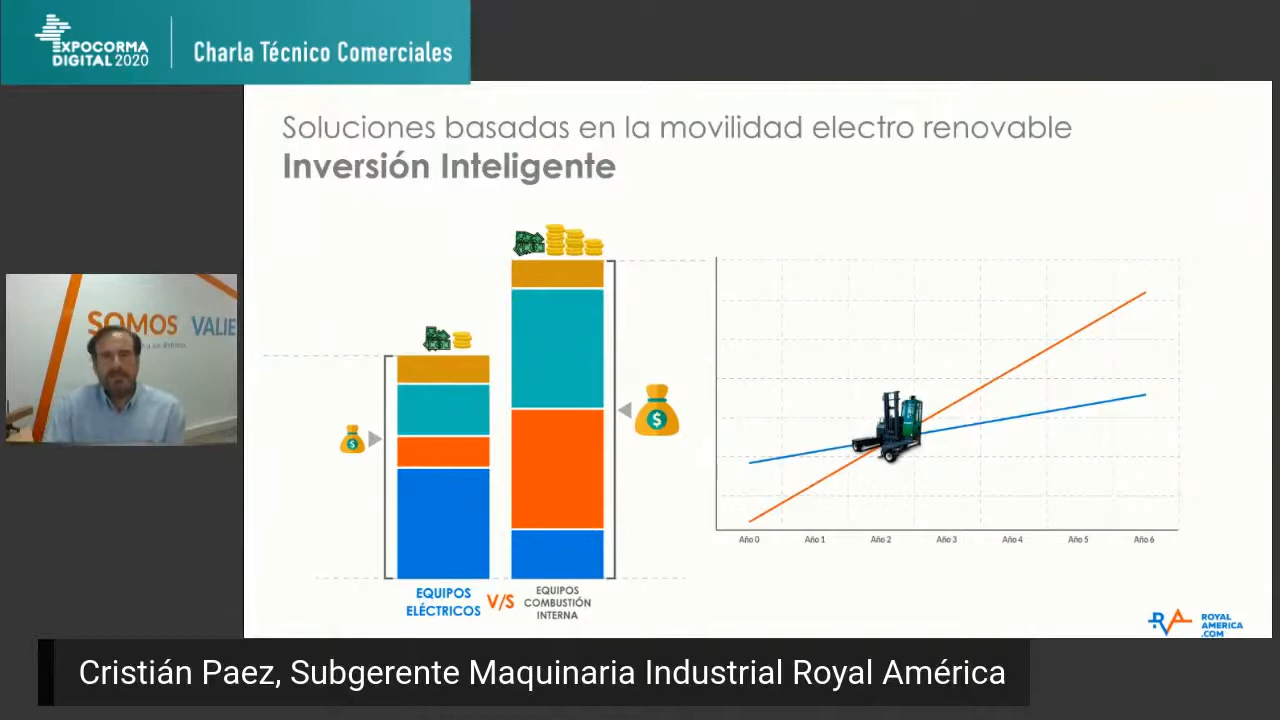 EXPOCORMA
DIGITAL 2020
Charla Técnico Comerciales
Soluciones basadas en la movilidad electro renovable
Inversión Inteligente
SOMOS VALIE
$
$
EQUIPOS
ELÉCTRICOS
V/S
EQUIPOS
COMBUSTIÓN
INTERNA
Año 0 Año 1 Año 2 Año 3 Año 4 Año 5 Año 6
ROYAL
AMERICA
.COM
Cristián Paez, Subgerente Maquinaria Industrial Royal América